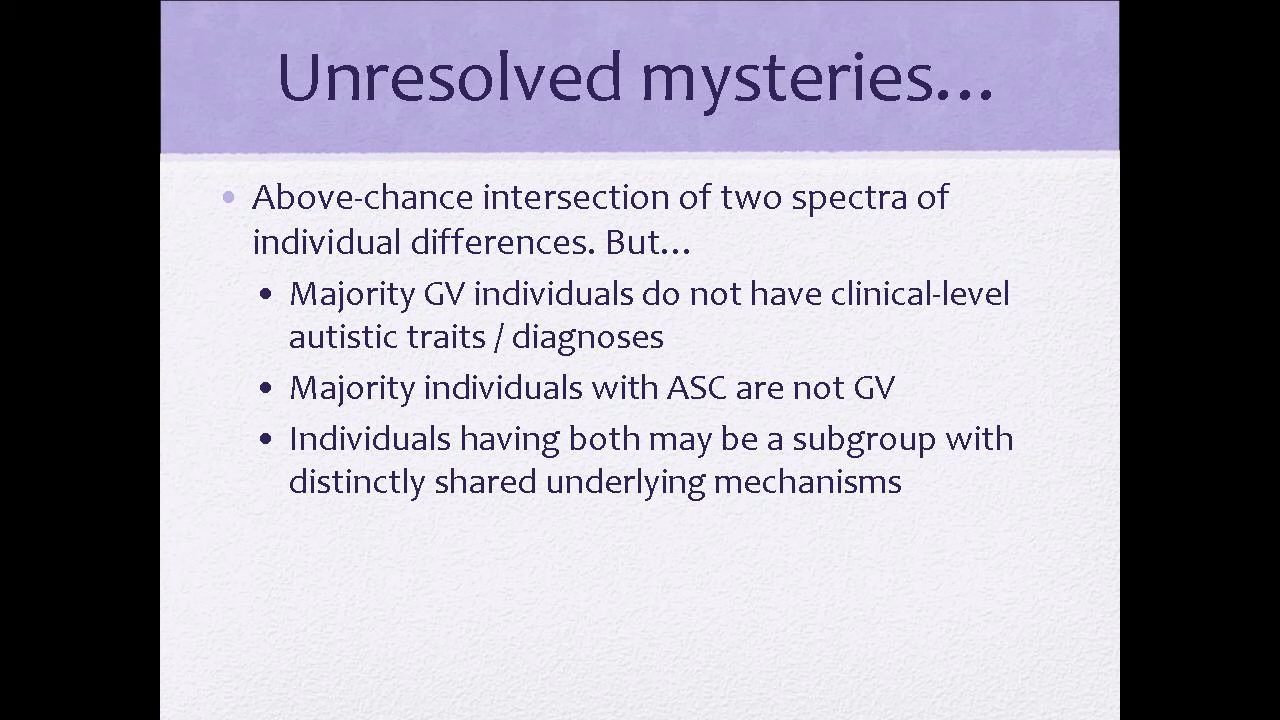 Unresolved mysteries…
• Above-chance intersection of two spectra of
individual differences. But…
• Majority GV individuals do not have clinical-level
autistic traits / diagnoses
• Majority individuals with ASC are not GV
• Individuals having both may be a subgroup with
distinctly shared underlying mechanisms